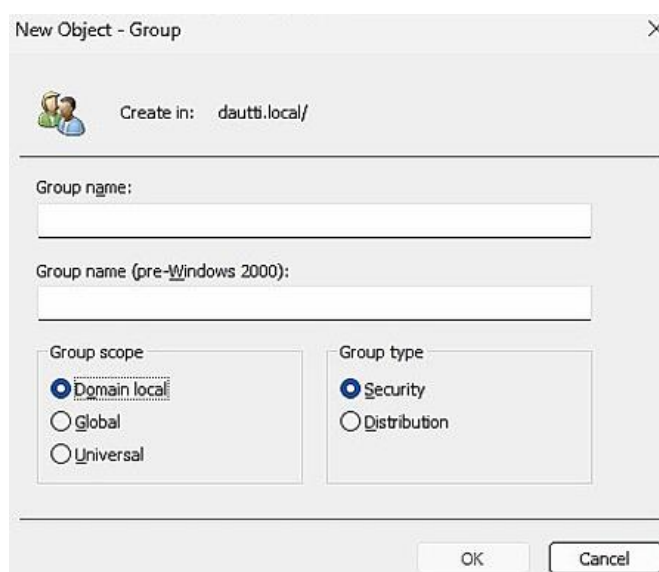 New Object - Group
Create in: dautti.local/
Group name:
Group name (pre-Windows 2000):
Group scope
Domain local
Global
Universal
Group type
Security
Distribution
OK
Cancel